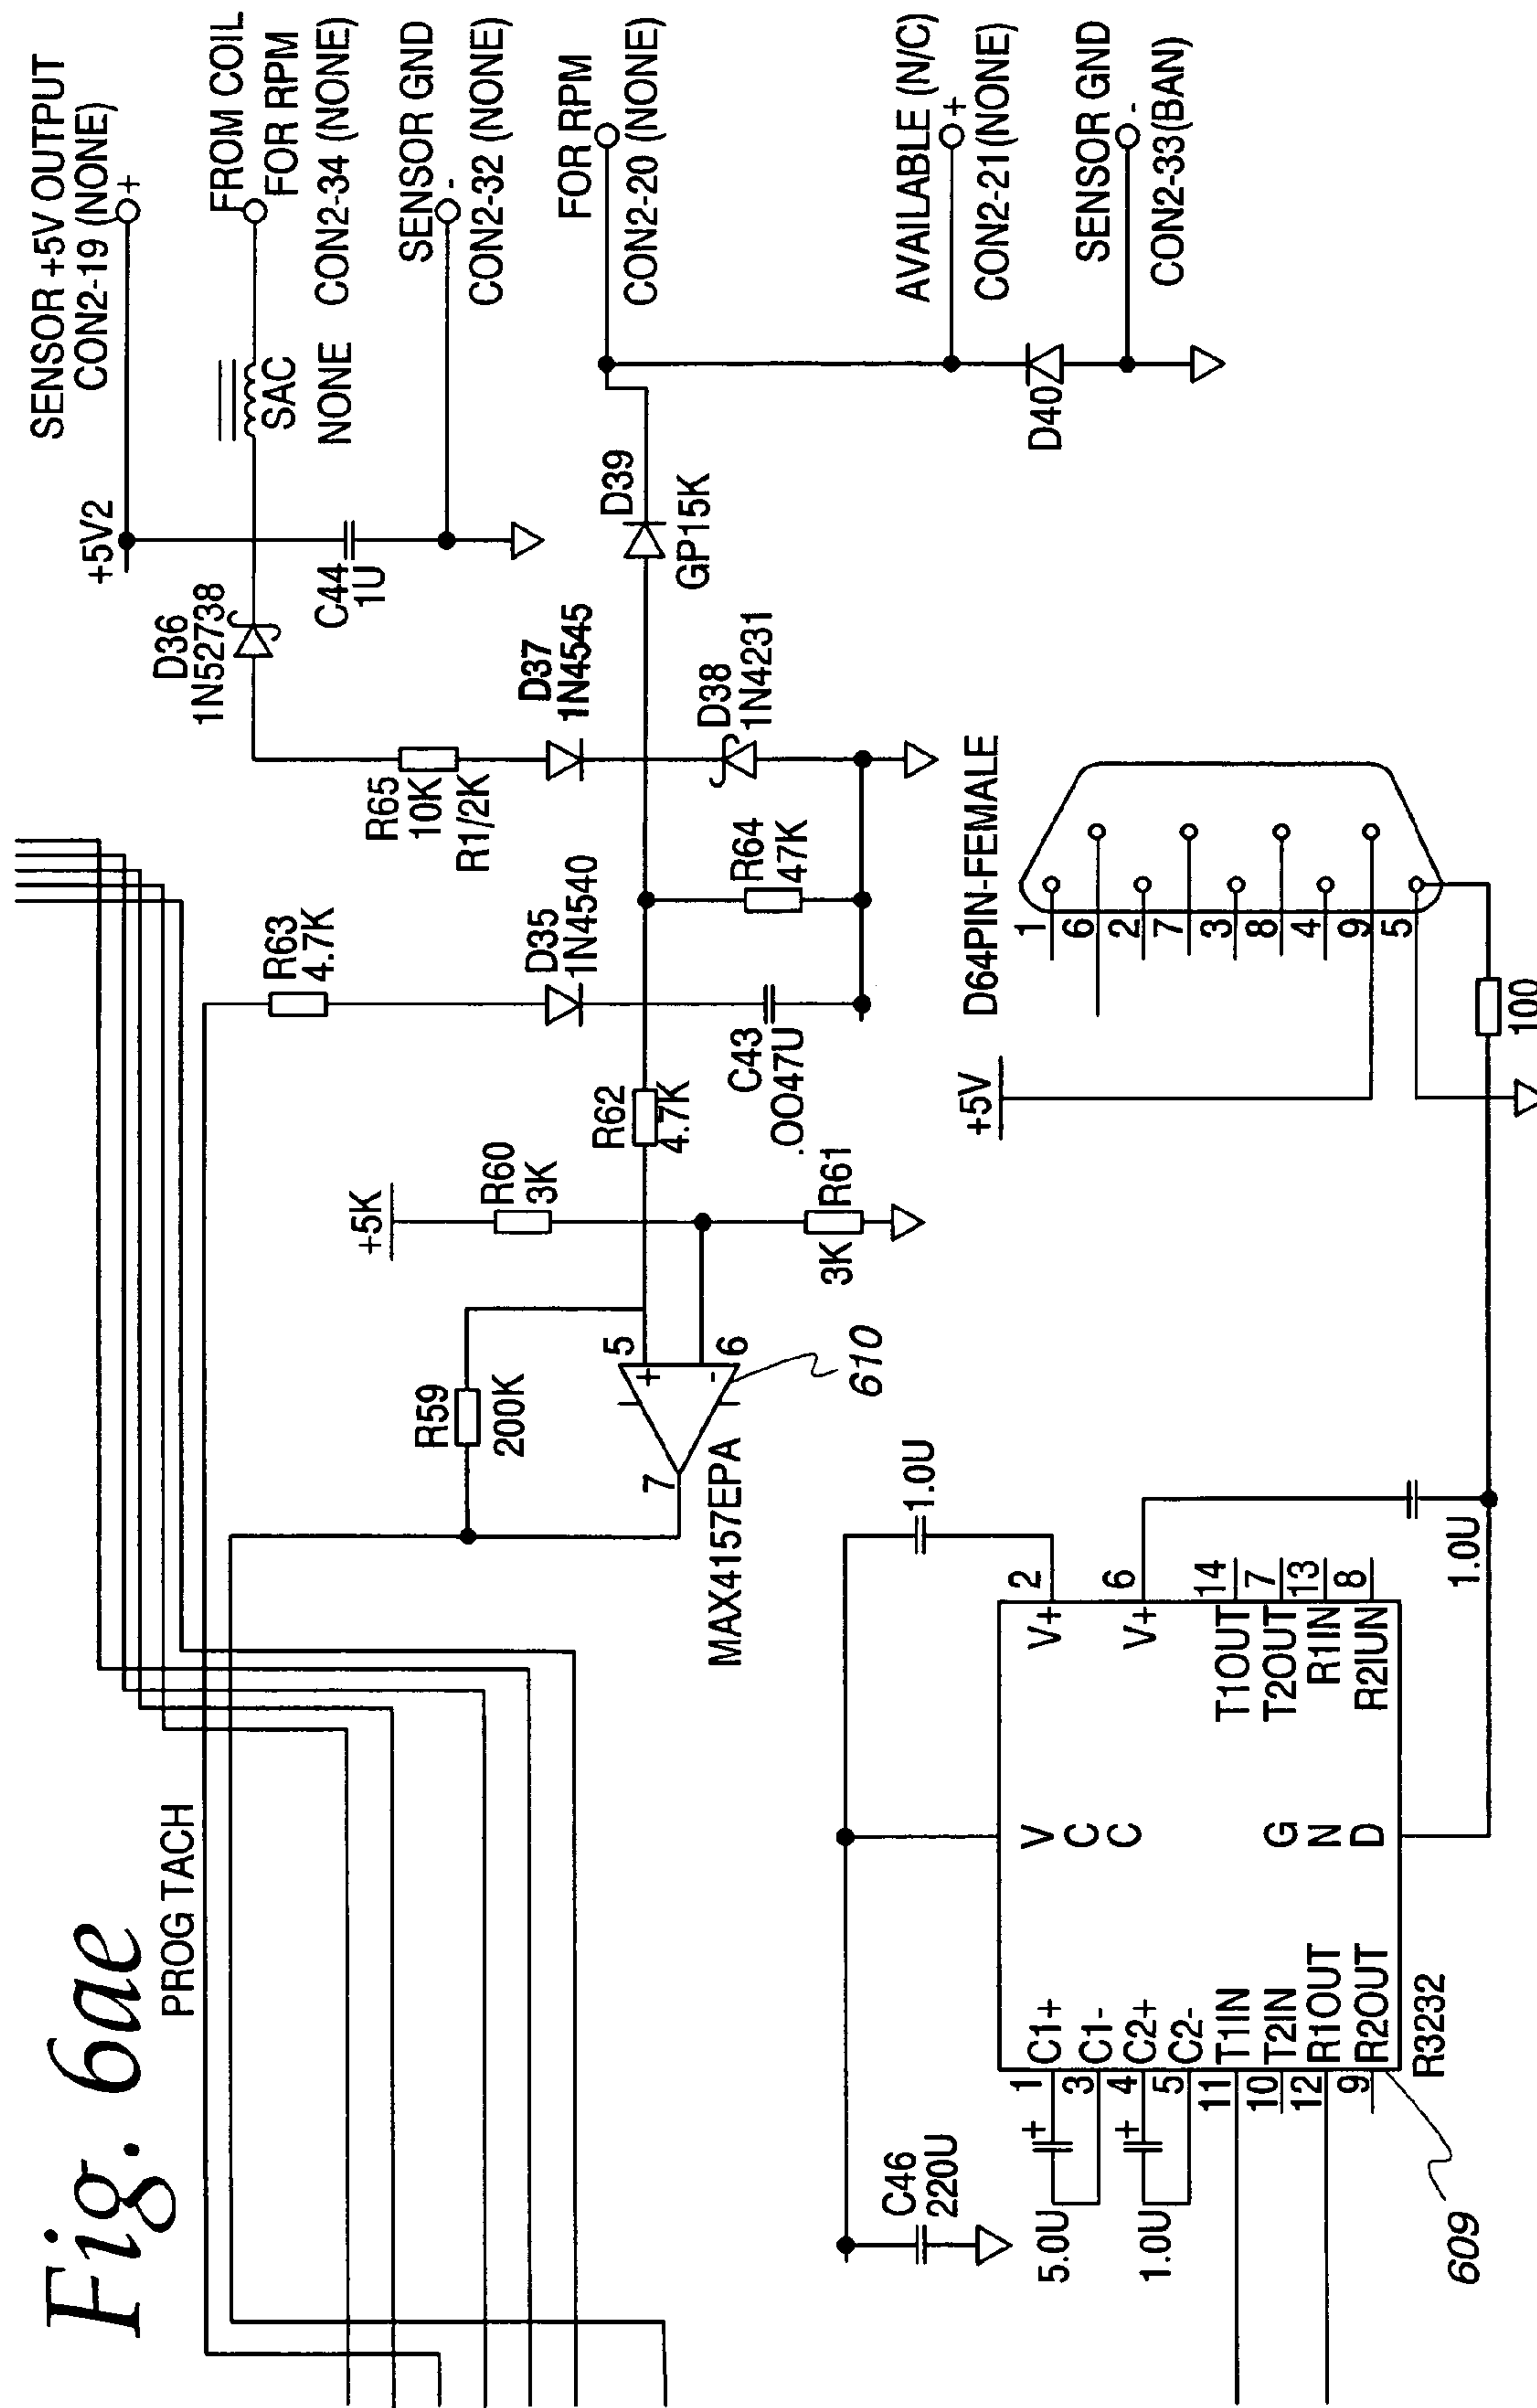 Fig. 6ae
PROG TACH
SENSOR +5V OUTPUT
CON2-19 (NONE)
+
+5V2
FROM COIL
FOR RPM
CON2-34 (NONE)
SAC
NONE
D36
1N52738
C44
1U
SENSOR GND
-
CON2-32 (NONE)
FOR RPM
CON2-20 (NONE)
AVAILABLE (N/C)
+
CON2-21(NONE)
SENSOR GND
-
CON2-33(BAN)
D40
D39
GP15K
D37
1N4545
D38
1N4231
R65
10K
R1/2K
R63
4.7K
D35
1N4540
R64
47K
C43
.OO47U
R62
4.7K
+5K
R60
3K
R61
3K
R59
200K
5
+
6
-
7
MAX4157EPA
610
D64PIN-FEMALE
1
6
2
7
3
8
4
9
5
+5V
100
1.0U
1.0U
2
V+
6
V+
T1OUT
14
T2OUT
7
R1IN
13
R2IUN
8
V
C
C
G
N
D
1
C1+
3
C1-
4
C2+
5
C2-
11
T1IN
10
T2IN
12
R1OUT
9
R2OUT
R3232
C46
220U
+
5.0U
+
1.0U
609